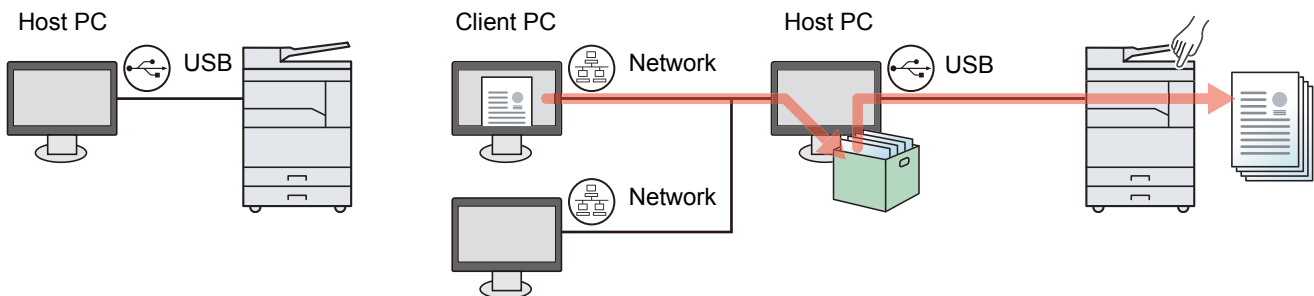 Host PC
USB
Client PC
Network
Host PC
USB
Network